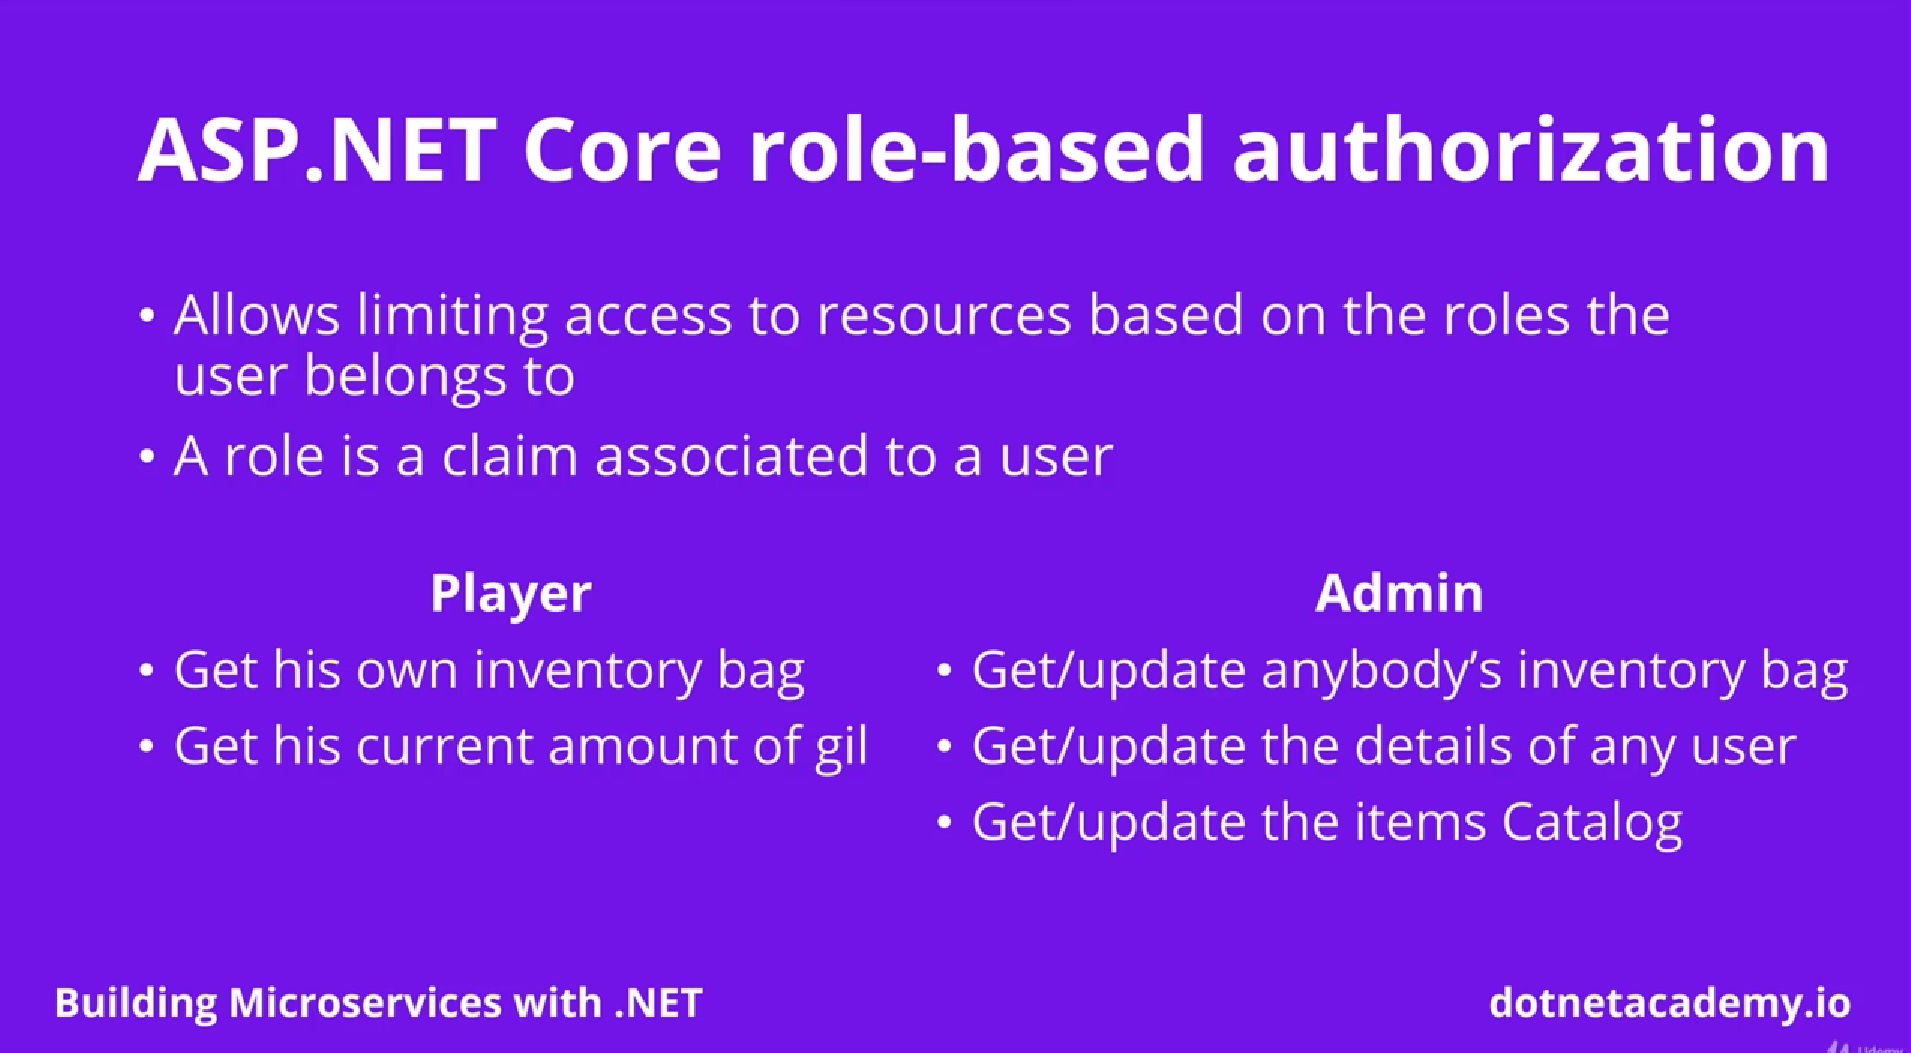 ASP.NET Core role-based authorization
• Allows limiting access to resources based on the roles the
user belongs to
• A role is a claim associated to a user
Player
• Get his own inventory bag
• Get his current amount of gil
Admin
• Get/update anybody’s inventory bag
• Get/update the details of any user
• Get/update the items Catalog
Building Microservices with .NET
dotnetacademy.io
Udemy